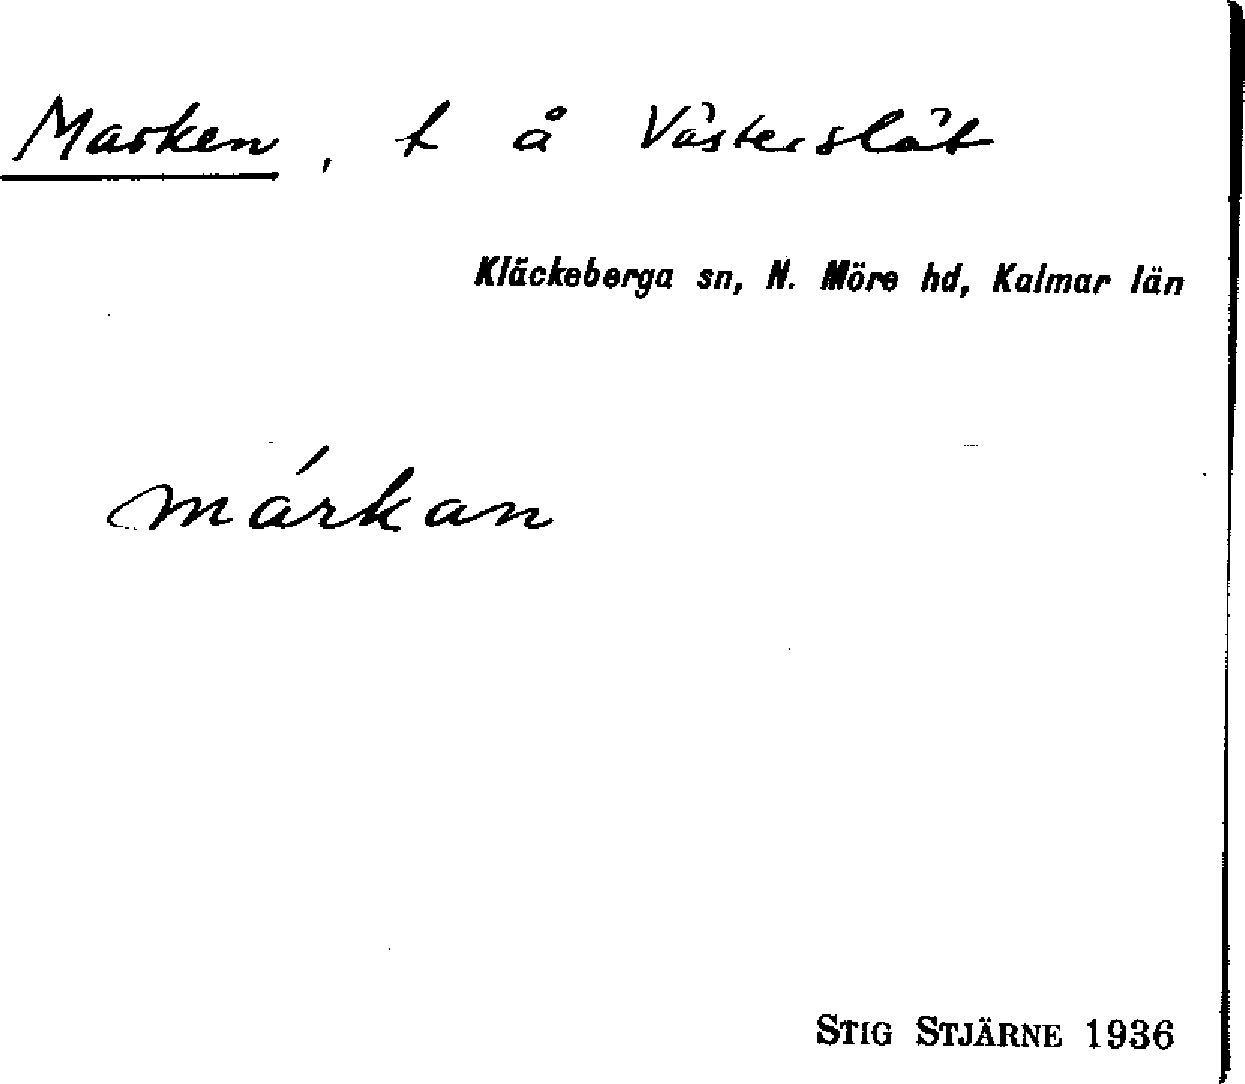 Marken, t å Västerslät
Kläckeberga sn, N. Möre hd, Kalmar län
márkan
STIG STJÄRNE 1936